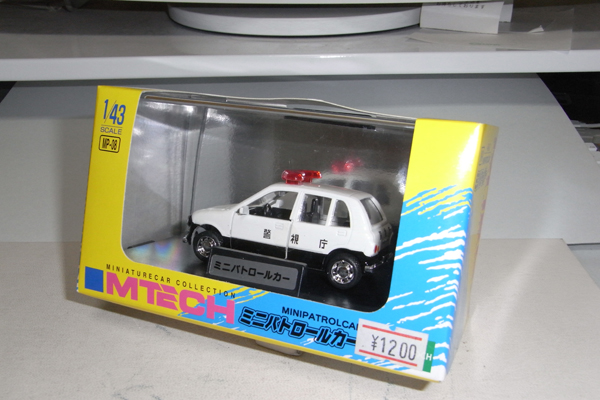 1/43
SCALE
MP-08
警視庁
ミニパトロールカー
MINIATURECAR COLLECTION
MTECH
MINIPATROLCAR
ミニパトロールカー
¥1200